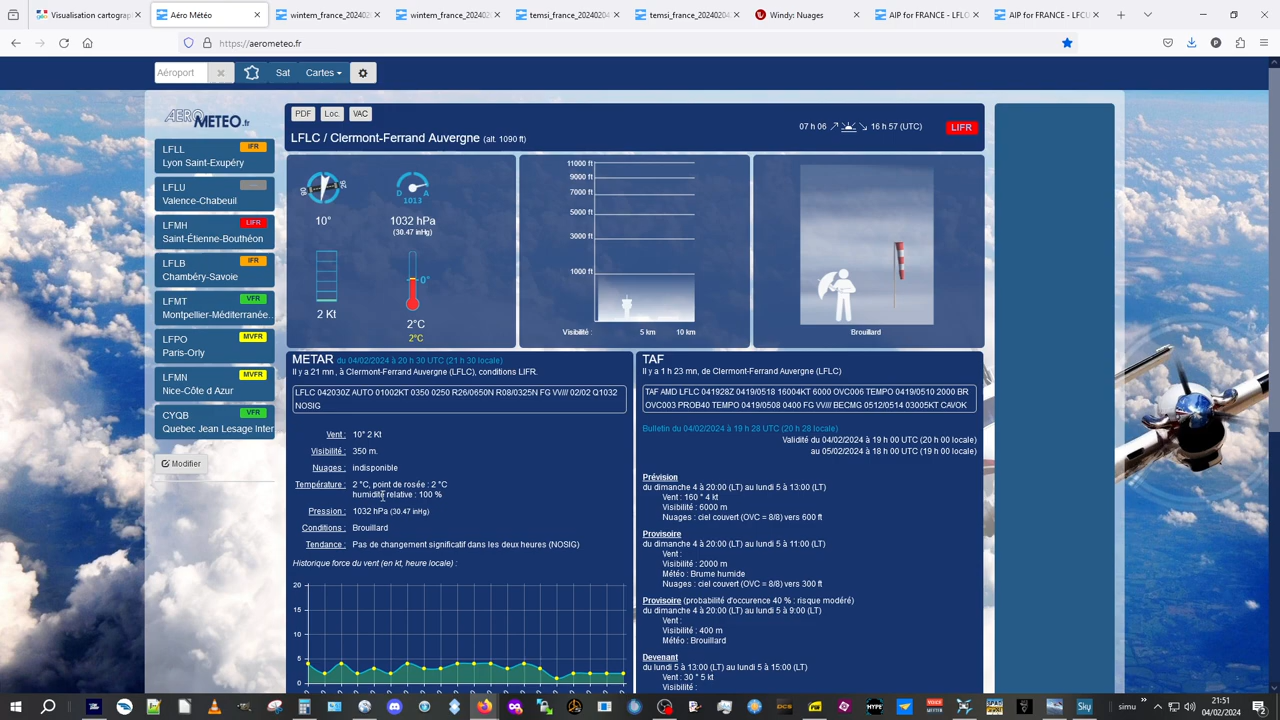 Visualisation cartograp
Aéro Météo
wintem_france_202402
wintem_france_202402
temsi_france_20240204
temsi_france_20240204
Windy: Nuages
AIP for FRANCE - LFLC
AIP for FRANCE - LFCU
https://aerometeo.fr
Aéroport
Sat
Cartes
AERO METEO.fr
PDF
Loc.
VAC
LFLC / Clermont-Ferrand Auvergne (alt. 1090 ft)
07 h 06
16 h 57 (UTC)
LIFR
LFLL
IFR
Lyon Saint-Exupéry
LFLU
Valence-Chabeuil
LFMH
LIFR
Saint-Étienne-Bouthéon
LFLB
IFR
Chambéry-Savoie
LFMT
VFR
Montpellier-Méditerranée...
LFPO
MVFR
Paris-Orly
LFMN
MVFR
Nice-Côte d Azur
CYQB
VFR
Quebec Jean Lesage Inter
Modifier
08
26
D
A
1013
10°
1032 hPa
(30.47 inHg)
0°
2 Kt
2°C
2°C
11000 ft
9000 ft
7000 ft
5000 ft
3000 ft
1000 ft
Visibilité :
5 km
10 km
Brouillard
METAR du 04/02/2024 à 20 h 30 UTC (21 h 30 locale)
Il y a 21 mn , à Clermont-Ferrand Auvergne (LFLC), conditions LIFR.
LFLC 042030Z AUTO 01002KT 0350 0250 R26/0650N R08/0325N FG VV/// 02/02 Q1032
NOSIG
Vent : 10° 2 Kt
Visibilité : 350 m.
Nuages : indisponible
Température : 2 °C, point de rosée : 2 °C
humidité relative : 100 %
Pression : 1032 hPa (30.47 inHg)
Conditions : Brouillard
Tendance : Pas de changement significatif dans les deux heures (NOSIG)
Historique force du vent (en kt, heure locale) :
20
15
10
5
0
TAF
Il y a 1 h 23 mn, de Clermont-Ferrand Auvergne (LFLC)
TAF AMD LFLC 041928Z 0419/0518 16004KT 6000 OVC006 TEMPO 0419/0510 2000 BR
OVC003 PROB40 TEMPO 0419/0508 0400 FG VV/// BECMG 0512/0514 03005KT CAVOK
Bulletin du 04/02/2024 à 19 h 28 UTC (20 h 28 locale)
Validité du 04/02/2024 à 19 h 00 UTC (20 h 00 locale)
au 05/02/2024 à 18 h 00 UTC (19 h 00 locale)
Prévision
du dimanche 4 à 20:00 (LT) au lundi 5 à 13:00 (LT)
Vent : 160 ° 4 kt
Visibilité : 6000 m
Nuages : ciel couvert (OVC = 8/8) vers 600 ft
Provisoire
du dimanche 4 à 20:00 (LT) au lundi 5 à 11:00 (LT)
Vent :
Visibilité : 2000 m
Météo : Brume humide
Nuages : ciel couvert (OVC = 8/8) vers 300 ft
Provisoire (probabilité d'occurence 40 % : risque modéré)
du dimanche 4 à 20:00 (LT) au lundi 5 à 9:00 (LT)
Vent :
Visibilité : 400 m
Météo : Brouillard
Devenant
du lundi 5 à 13:00 (LT) au lundi 5 à 15:00 (LT)
Vent : 30 ° 5 kt
Visibilité :
simu
21:51
04/02/2024